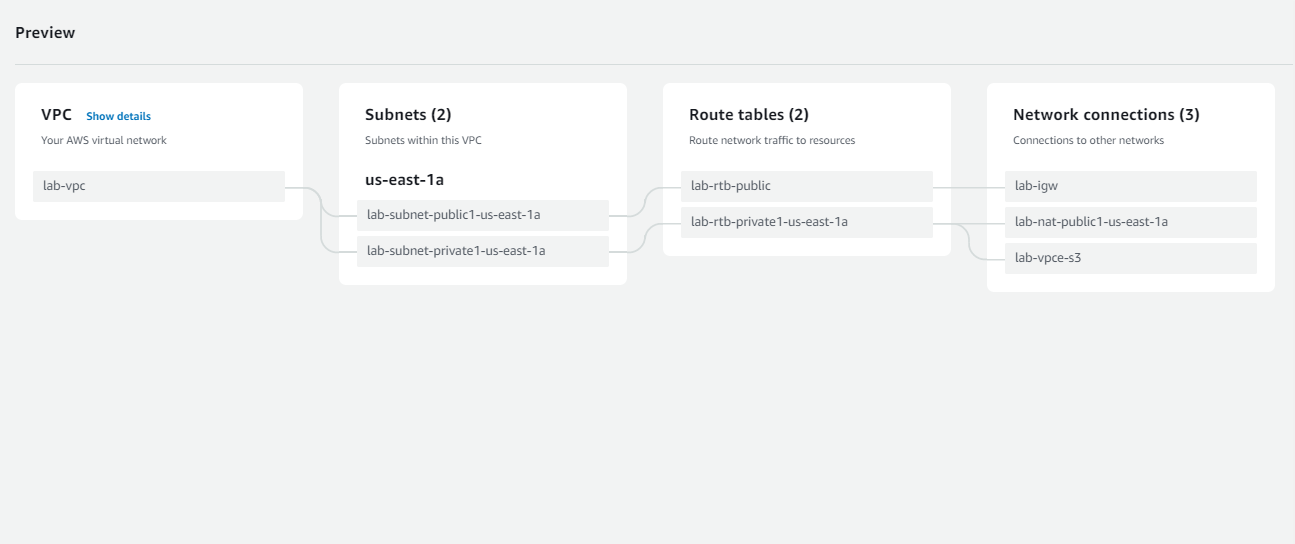 Preview
VPC Show details
Your AWS virtual network
lab-vpc
Subnets (2)
Subnets within this VPC
us-east-1a
lab-subnet-public1-us-east-1a
lab-subnet-private1-us-east-1a
Route tables (2)
Route network traffic to resources
lab-rtb-public
lab-rtb-private1-us-east-1a
Network connections (3)
Connections to other networks
lab-igw
lab-nat-public1-us-east-1a
lab-vpce-s3